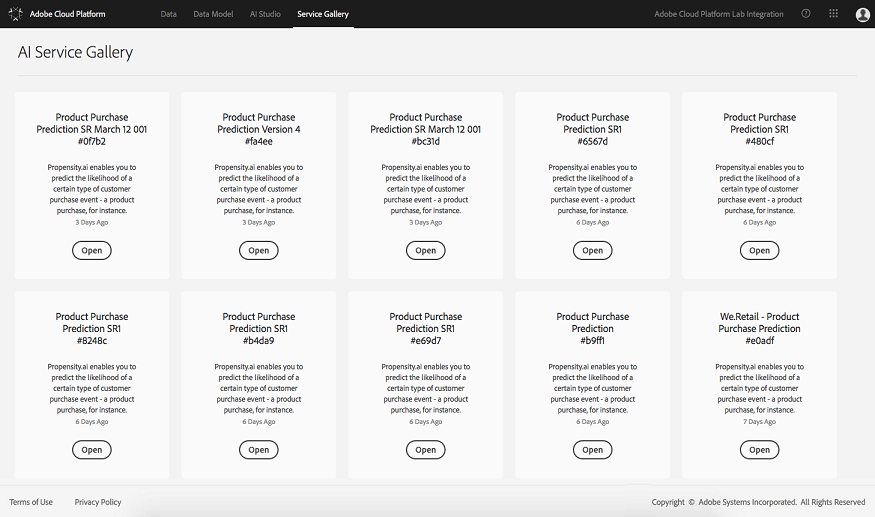 Adobe Cloud Platform
Data
Data Model
AI Studio
Service Gallery
Adobe Cloud Platform Lab Integration
AI Service Gallery
Product Purchase
Prediction SR March 12 001
#0f7b2
Propensity.ai enables you to
predict the likelihood of a
certain type of customer
purchase event - a product
purchase, for instance.
3 Days Ago
Open
Product Purchase
Prediction Version 4
#fa4ee
Propensity.ai enables you to
predict the likelihood of a
certain type of customer
purchase event - a product
purchase, for instance.
3 Days Ago
Open
Product Purchase
Prediction SR March 12 001
#bc31d
Propensity.ai enables you to
predict the likelihood of a
certain type of customer
purchase event - a product
purchase, for instance.
3 Days Ago
Open
Product Purchase
Prediction SR1
#6567d
Propensity.ai enables you to
predict the likelihood of a
certain type of customer
purchase event - a product
purchase, for instance.
6 Days Ago
Open
Product Purchase
Prediction SR1
#480cf
Propensity.ai enables you to
predict the likelihood of a
certain type of customer
purchase event - a product
purchase, for instance.
6 Days Ago
Open
Product Purchase
Prediction SR1
#8248c
Propensity.ai enables you to
predict the likelihood of a
certain type of customer
purchase event - a product
purchase, for instance.
6 Days Ago
Open
Product Purchase
Prediction SR1
#b4da9
Propensity.ai enables you to
predict the likelihood of a
certain type of customer
purchase event - a product
purchase, for instance.
6 Days Ago
Open
Product Purchase
Prediction SR1
#e69d7
Propensity.ai enables you to
predict the likelihood of a
certain type of customer
purchase event - a product
purchase, for instance.
6 Days Ago
Open
Product Purchase
Prediction
#b9ff1
Propensity.ai enables you to
predict the likelihood of a
certain type of customer
purchase event - a product
purchase, for instance.
6 Days Ago
Open
We.Retail - Product
Purchase Prediction
#e0adf
Propensity.ai enables you to
predict the likelihood of a
certain type of customer
purchase event - a product
purchase, for instance.
7 Days Ago
Open
Terms of Use
Privacy Policy
Copyright © Adobe Systems Incorporated. All Rights Reserved